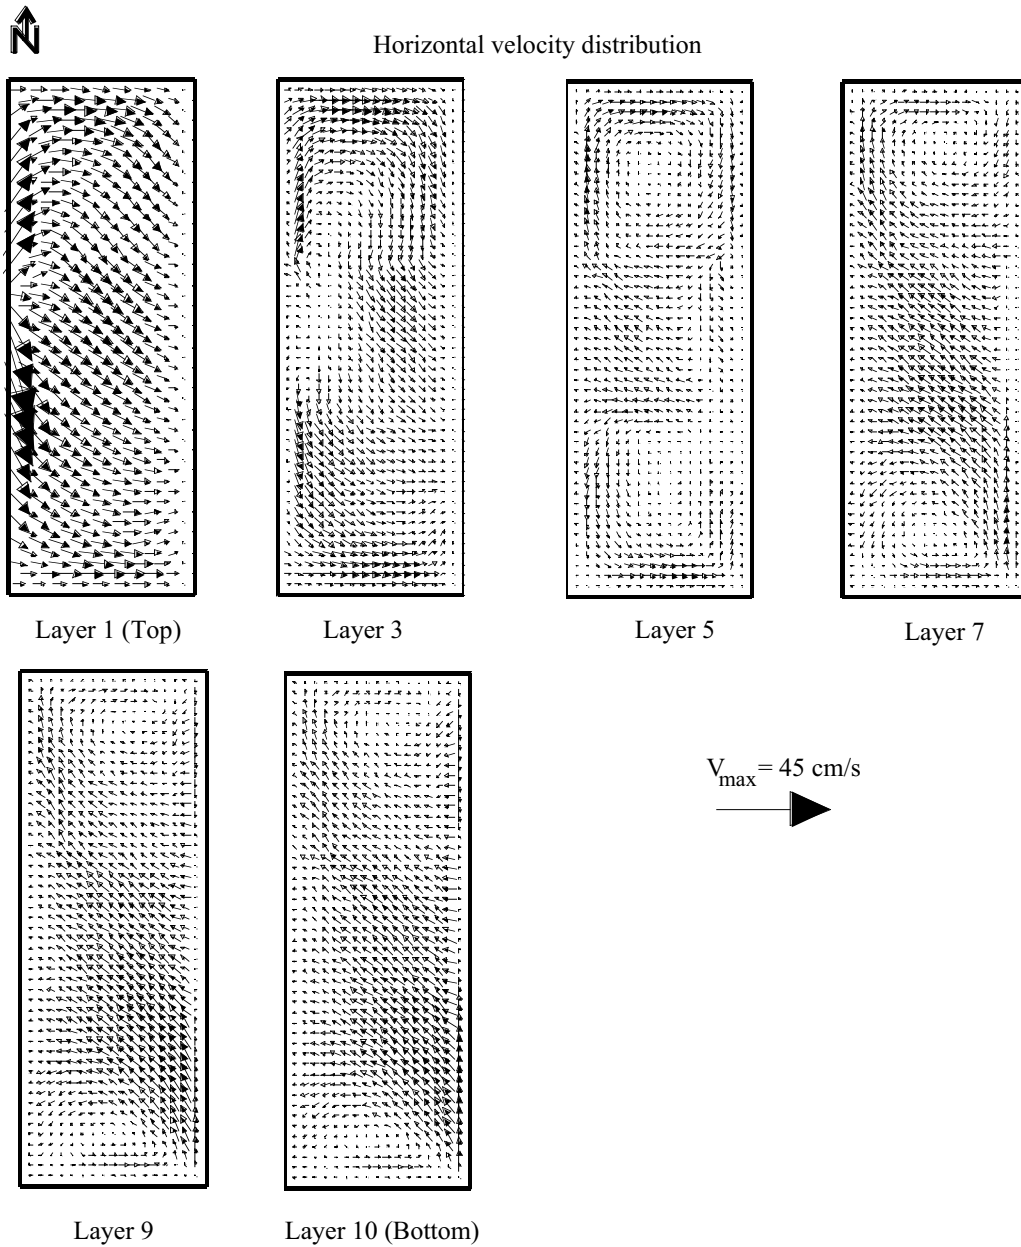 N
Horizontal velocity distribution
Layer 1 (Top)
Layer 3
Layer 5
Layer 7
Vmax = 45 cm/s
Layer 9
Layer 10 (Bottom)